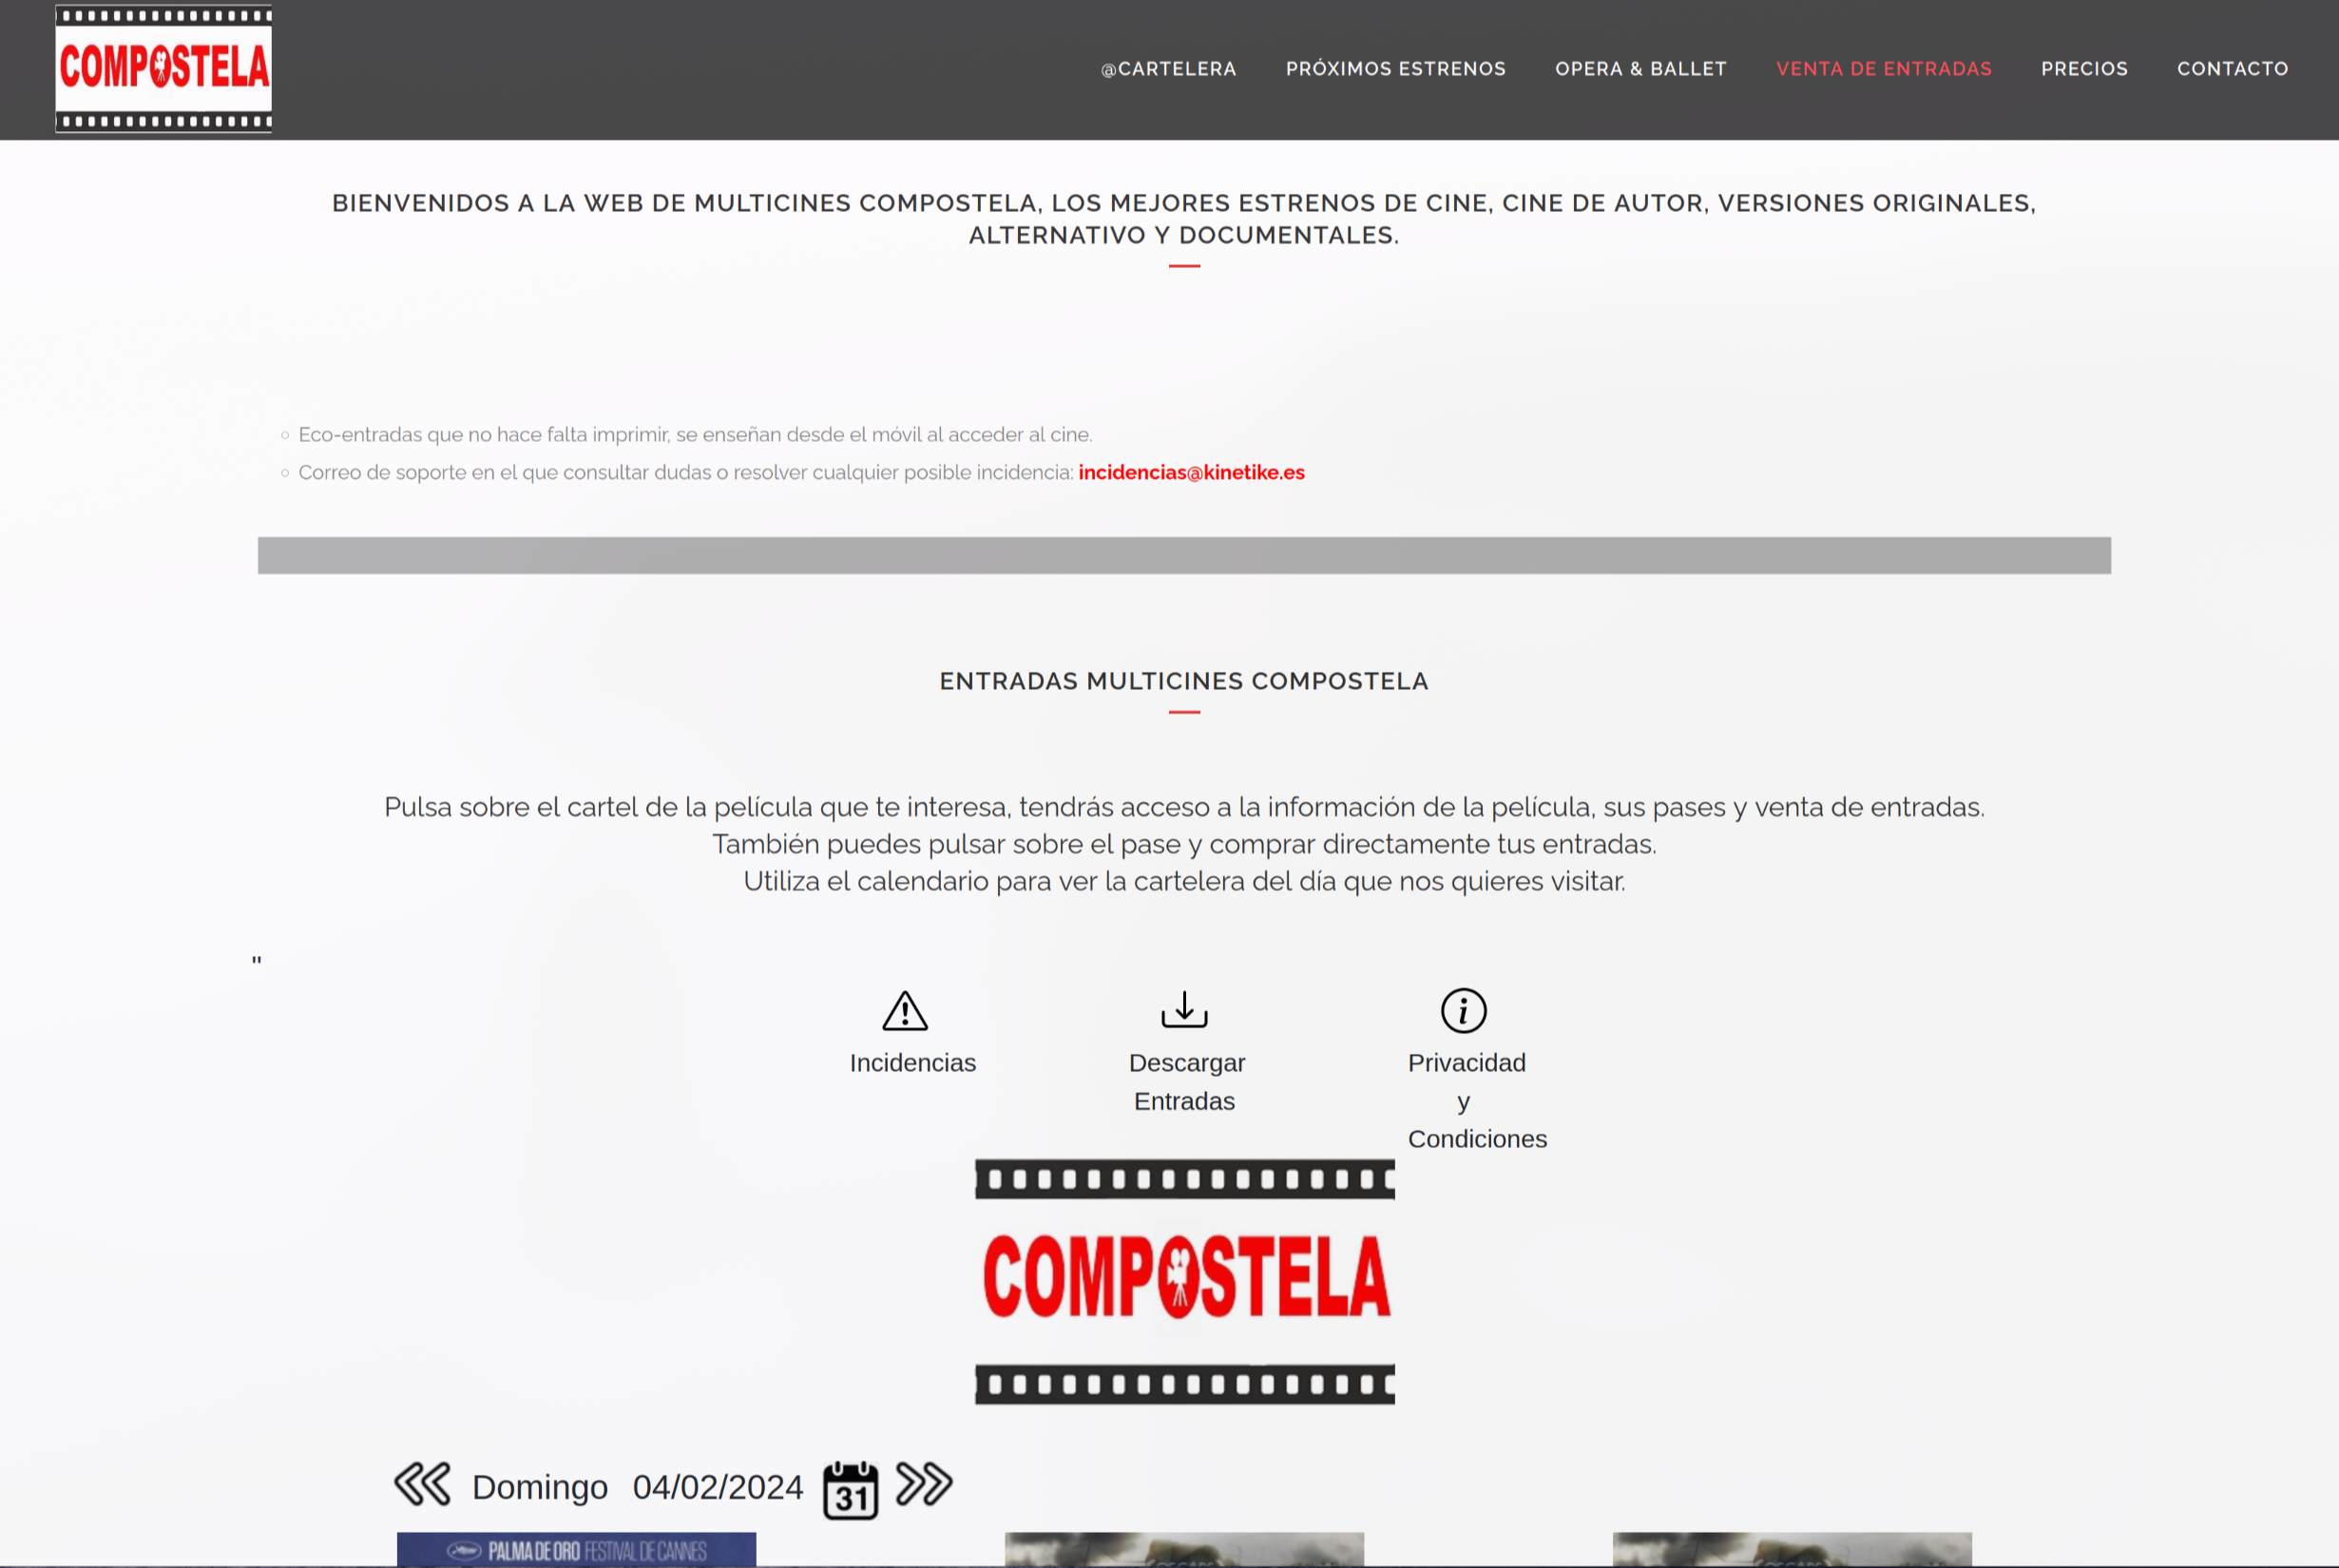 COMPOSTELA
@CARTELERA PRÓXIMOS ESTRENOS OPERA & BALLET VENTA DE ENTRADAS PRECIOS CONTACTO
BIENVENIDOS A LA WEB DE MULTICINES COMPOSTELA, LOS MEJORES ESTRENOS DE CINE, CINE DE AUTOR, VERSIONES ORIGINALES,
ALTERNATIVO Y DOCUMENTALES.
Eco-entradas que no hace falta imprimir, se enseñan desde el móvil al acceder al cine.
Correo de soporte en el que consultar dudas o resolver cualquier posible incidencia: incidencias@kinetike.es
ENTRADAS MULTICINES COMPOSTELA
Pulsa sobre el cartel de la película que te interesa, tendrás acceso a la información de la película, sus pases y venta de entradas.
También puedes pulsar sobre el pase y comprar directamente tus entradas.
Utiliza el calendario para ver la cartelera del día que nos quieres visitar.
"
Incidencias
Descargar
Entradas
Privacidad
y
Condiciones
COMPOSTELA
Domingo 04/02/2024 31
PALMA DE ORO FESTIVAL DE CANNES